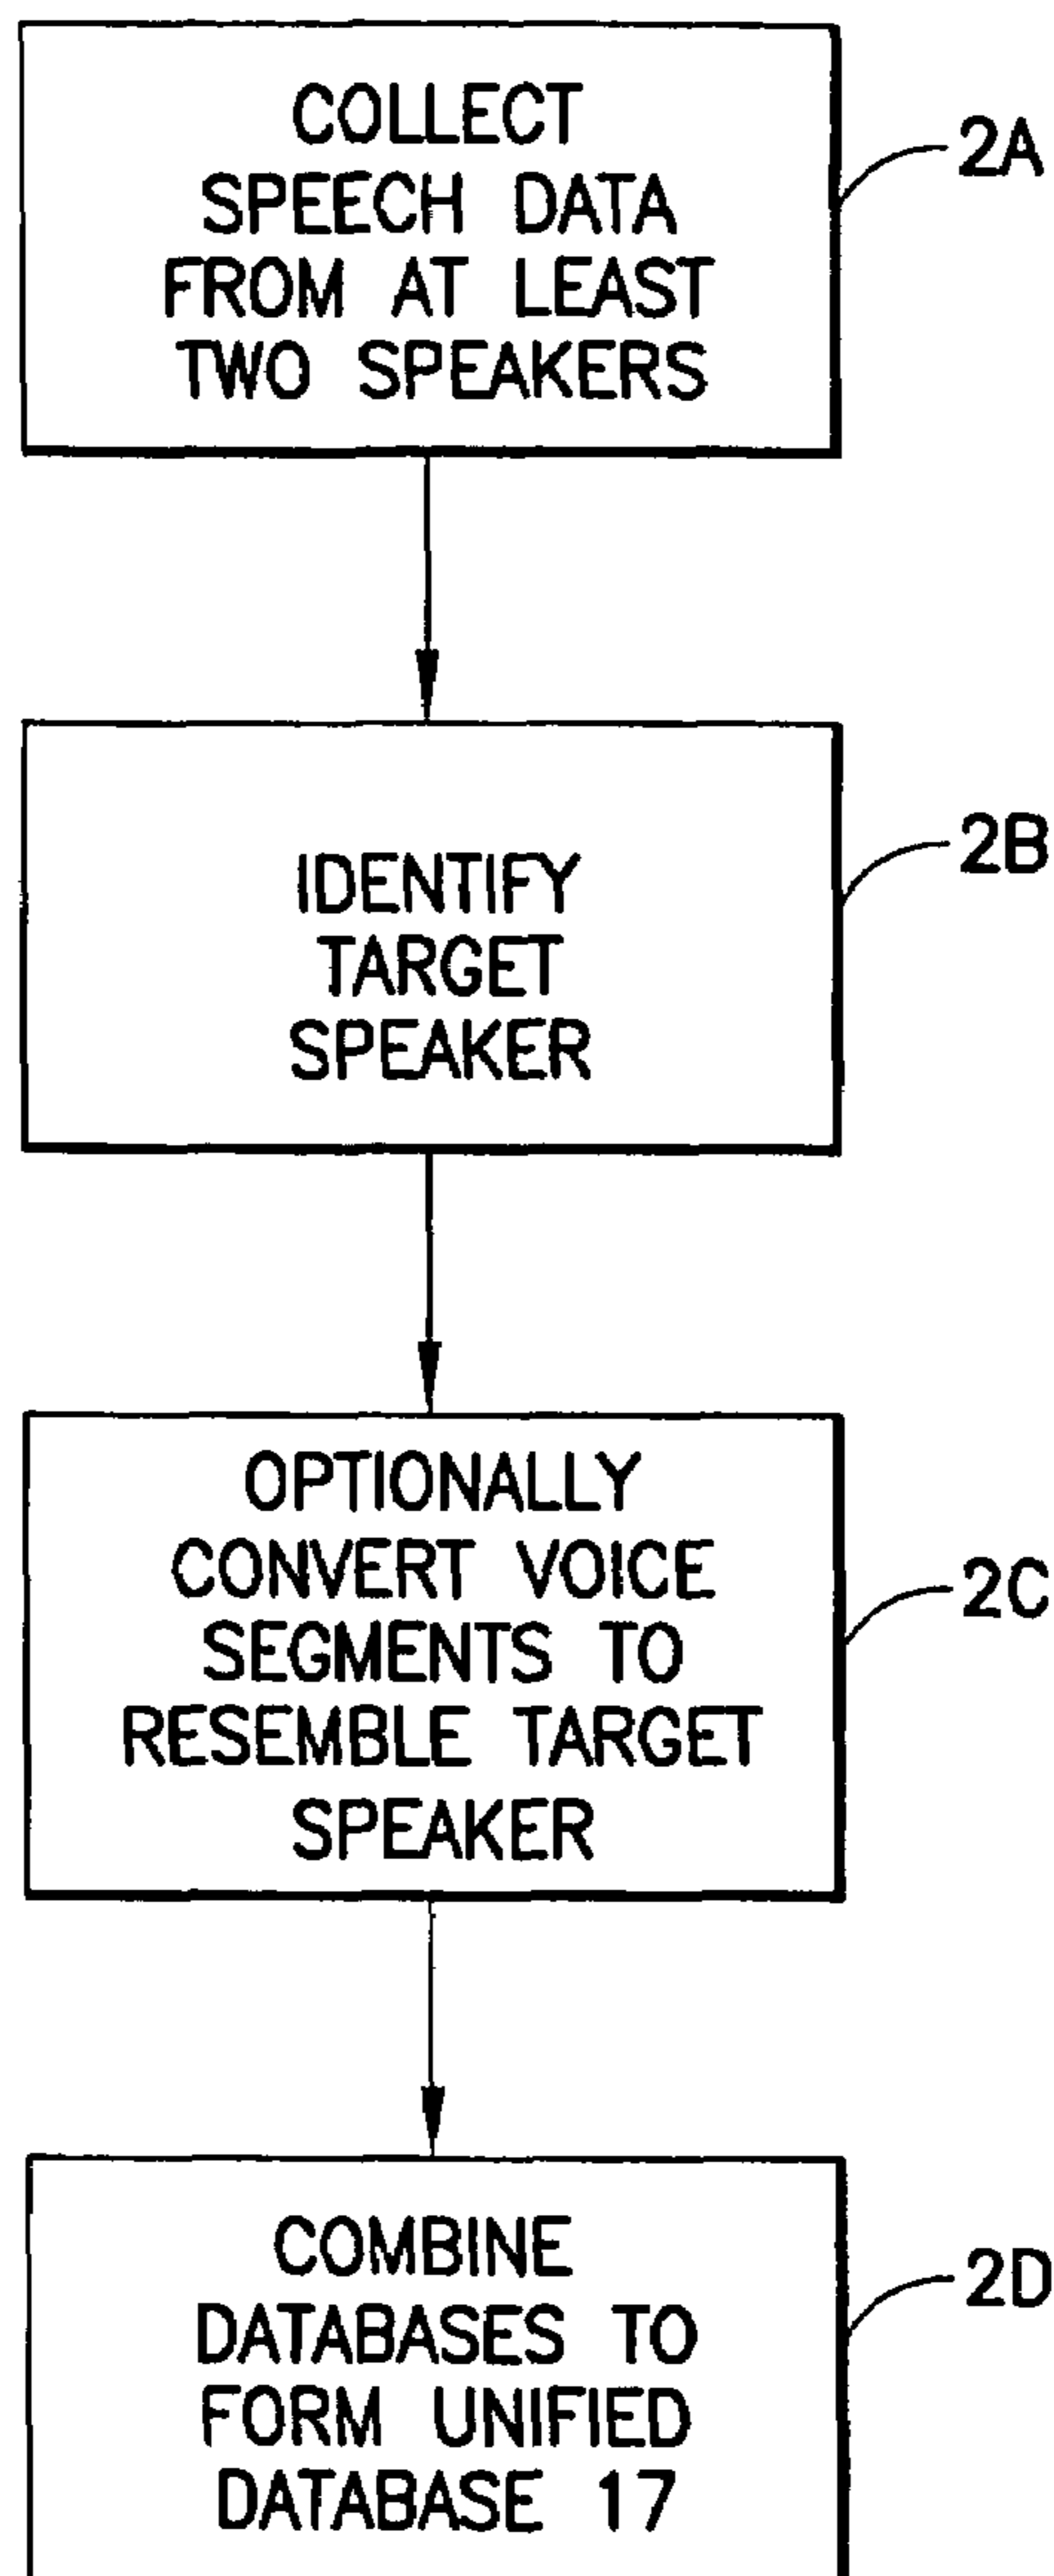 COLLECT
SPEECH DATA
FROM AT LEAST
TWO SPEAKERS
2A
IDENTIFY
TARGET
SPEAKER
2B
OPTIONALLY
CONVERT VOICE
SEGMENTS TO
RESEMBLE TARGET
SPEAKER
2C
COMBINE
DATABASES TO
FORM UNIFIED
DATABASE 17
2D